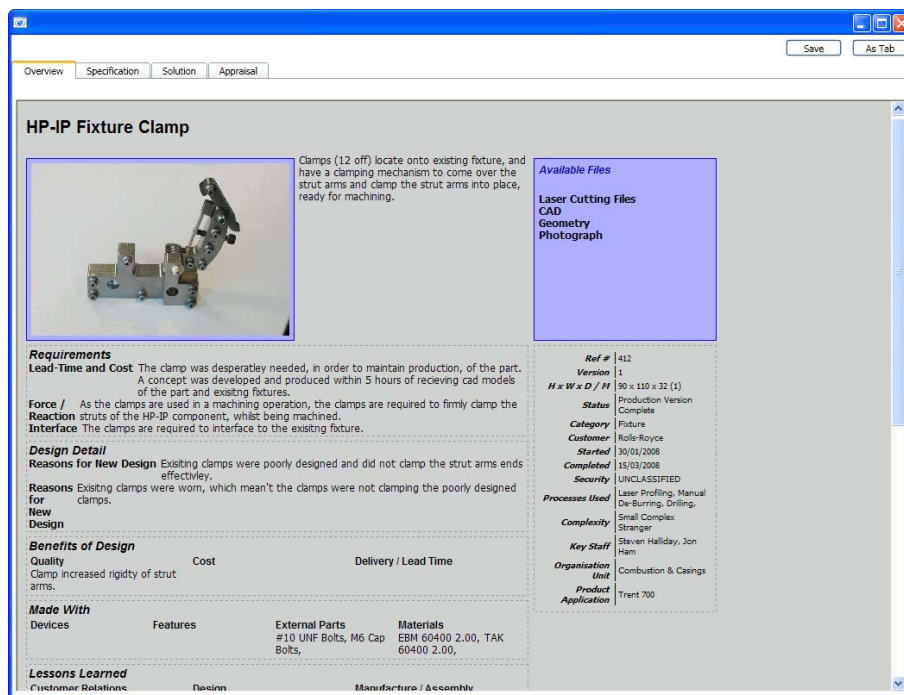 Save
As Tab
Overview
Specification
Solution
Appraisal
HP-IP Fixture Clamp
Clamps (12 off) locate onto existing fixture, and
have a clamping mechanism to come over the
strut arms and clamp the strut arms into place,
ready for machining.
Available Files
Laser Cutting Files
CAD
Geometry
Photograph
Requirements
Lead-Time and Cost The clamp was desperatley needed, in order to maintain production, of the part.
A concept was developed and produced within 5 hours of recieving cad models
of the part and exisitng fixtures.
Force / As the clamps are used in a machining operation, the clamps are required to firmly clamp the
Reaction struts of the HP-IP component, whilst being machined.
Interface The clamps are required to interface to the exisitng fixture.
Design Detail
Reasons for New Design Exisiting clamps were poorly designed and did not clamp the strut arms ends
effectivley.
Reasons Exisitng clamps were worn, which mean't the clamps were not clamping the poorly designed
for clamps.
New
Design
Benefits of Design
Quality Cost Delivery / Lead Time
Clamp increased rigidty of strut
arms.
Made With
Devices Features External Parts Materials
#10 UNF Bolts, M6 Cap EBM 60400 2.00, TAK
Bolts, 60400 2.00,
Lessons Learned
Customer Relations Design Manufacture / Assembly
Ref # 412
Version 1
H x W x D / M 90 x 110 x 32 (1)
Status Production Version
Complete
Category Fixture
Customer Rolls-Royce
Started 30/01/2008
Completed 15/03/2008
Security UNCLASSIFIED
Processes Used Laser Profiling, Manual
De-Burring, Drilling,
Complexity Small Complex
Stranger
Key Staff Steven Halliday, Jon
Ham
Organisation
Unit Combustion & Casings
Product
Application Trent 700